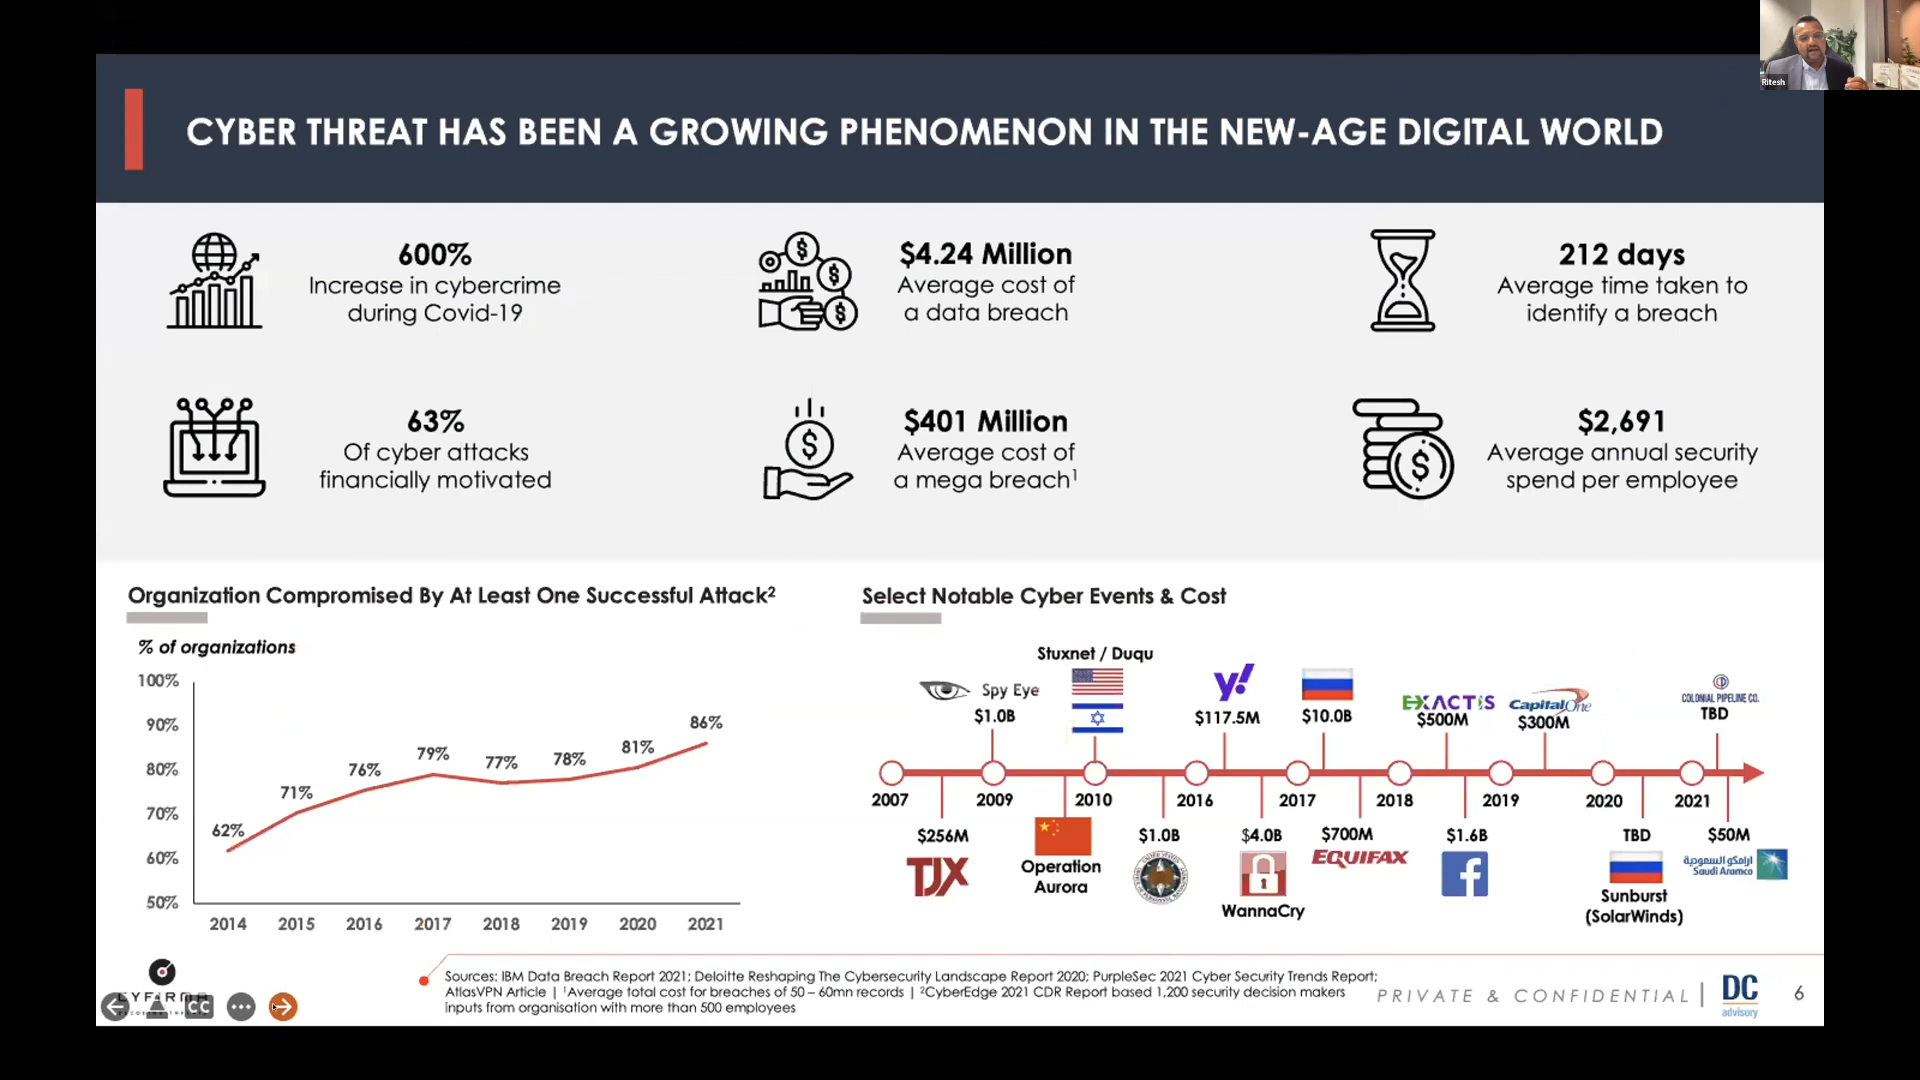 Ritesh
CYBER THREAT HAS BEEN A GROWING PHENOMENON IN THE NEW-AGE DIGITAL WORLD
600%
Increase in cybercrime
during Covid-19
$4.24 Million
Average cost of
a data breach
212 days
Average time taken to
identify a breach
63%
Of cyber attacks
financially motivated
$401 Million
Average cost of
a mega breach¹
$2,691
Average annual security
spend per employee
Organization Compromised By At Least One Successful Attack²
% of organizations
100%
90%
80%
70%
60%
50%
62%
71%
76%
79%
77%
78%
81%
86%
2014 2015 2016 2017 2018 2019 2020 2021
Select Notable Cyber Events & Cost
Spy Eye
$1.0B
Stuxnet / Duqu
y!
$117.5M
$10.0B
EXACTIS
$500M
Capital One
$300M
COLONIAL PIPELINE CO.
TBD
2007 2009 2010 2016 2017 2018 2019 2020 2021
$256M
TJX
Operation
Aurora
$1.0B
$4.0B
WannaCry
$700M
EQUIFAX
$1.6B
f
TBD
Sunburst
(SolarWinds)
$50M
أرامكو السعودية
Saudi Aramco
CYFIRMA
CC
Sources: IBM Data Breach Report 2021; Deloitte Reshaping The Cybersecurity Landscape Report 2020; PurpleSec 2021 Cyber Security Trends Report;
AtlasVPN Article | ¹Average total cost for breaches of 50 – 60mn records | ²CyberEdge 2021 CDR Report based 1,200 security decision makers
inputs from organisation with more than 500 employees
PRIVATE & CONFIDENTIAL
DC
advisory
6